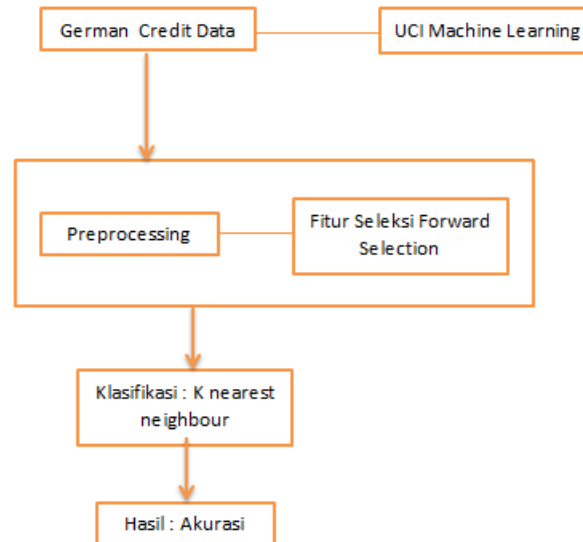 German Credit Data
UCI Machine Learning
Preprocessing
Fitur Seleksi Forward
Selection
Klasifikasi : K nearest
neighbour
Hasil : Akurasi